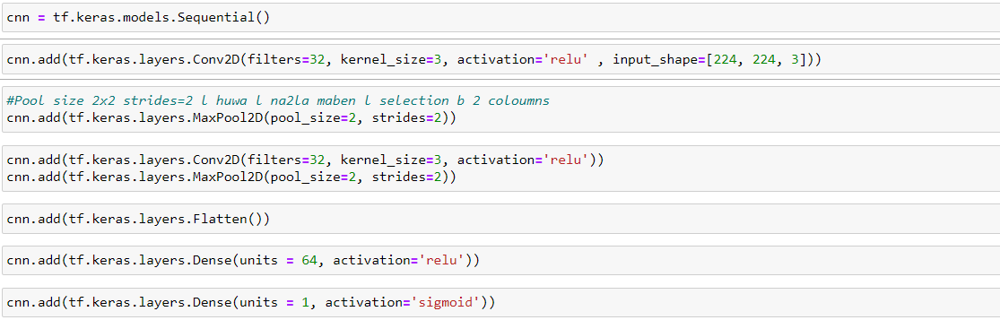 cnn = tf.keras.models.Sequential()
cnn.add(tf.keras.layers.Conv2D(filters=32, kernel_size=3, activation='relu' , input_shape=[224, 224, 3]))
#Pool size 2x2 strides=2 l huwa l na2la maben l selection b 2 coloumns
cnn.add(tf.keras.layers.MaxPool2D(pool_size=2, strides=2))
cnn.add(tf.keras.layers.Conv2D(filters=32, kernel_size=3, activation='relu'))
cnn.add(tf.keras.layers.MaxPool2D(pool_size=2, strides=2))
cnn.add(tf.keras.layers.Flatten())
cnn.add(tf.keras.layers.Dense(units = 64, activation='relu'))
cnn.add(tf.keras.layers.Dense(units = 1, activation='sigmoid'))